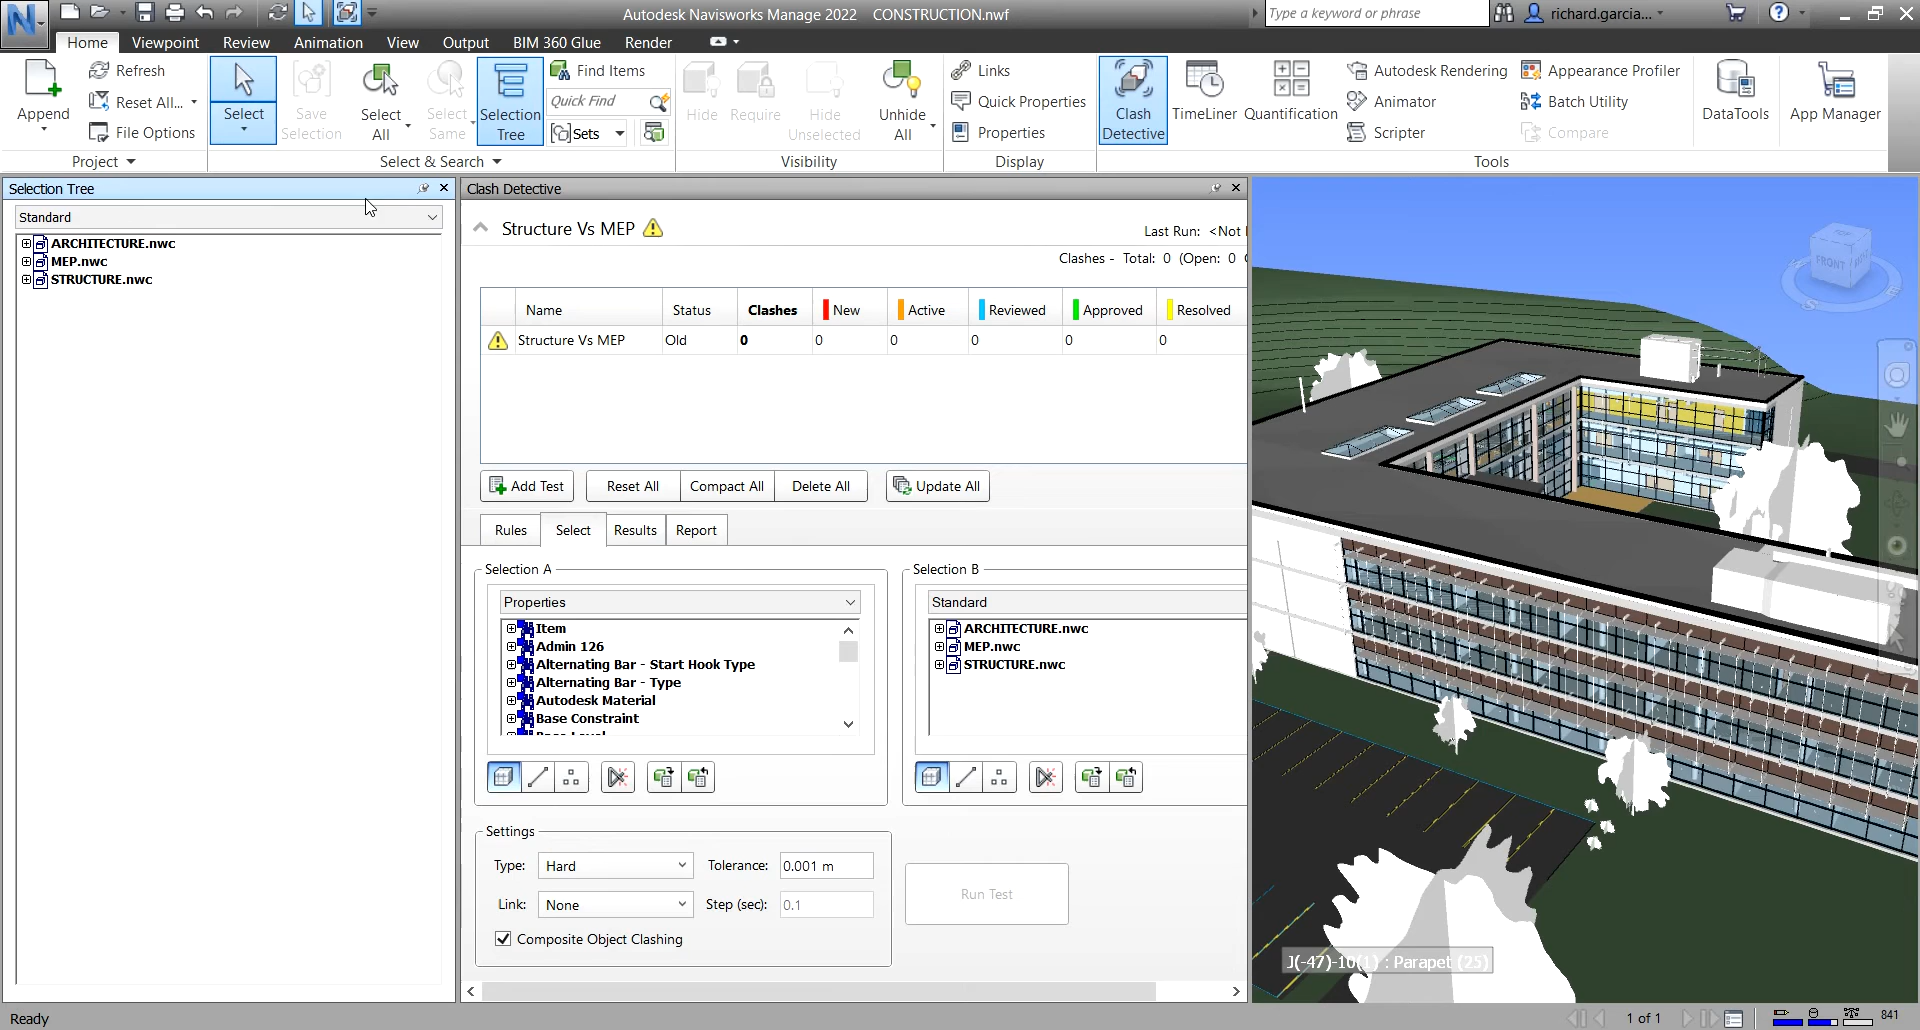 Autodesk Navisworks Manage 2022 CONSTRUCTION.nwf
Type a keyword or phrase
richard.garcia...
Home Viewpoint Review Animation View Output BIM 360 Glue Render
Append
Refresh
Reset All...
File Options
Project
Select
Save
Selection
Select
All
Select
Same
Selection
Tree
Find Items
Quick Find
Sets
Select & Search
Hide
Require
Hide
Unselected
Unhide
All
Visibility
Links
Quick Properties
Properties
Display
Clash
Detective
TimeLiner
Quantification
Autodesk Rendering
Animator
Scripter
Appearance Profiler
Batch Utility
Compare
Tools
DataTools
App Manager
Selection Tree
Standard
ARCHITECTURE.nwc
MEP.nwc
STRUCTURE.nwc
Clash Detective
Structure Vs MEP
Last Run: <Not
Clashes - Total: 0 (Open: 0
Name Status Clashes New Active Reviewed Approved Resolved
Structure Vs MEP Old 0 0 0 0 0 0
Add Test Reset All Compact All Delete All Update All
Rules Select Results Report
Selection A
Properties
Item
Admin 126
Alternating Bar - Start Hook Type
Alternating Bar - Type
Autodesk Material
Base Constraint
Selection B
Standard
ARCHITECTURE.nwc
MEP.nwc
STRUCTURE.nwc
Settings
Type: Hard Tolerance: 0.001 m
Link: None Step (sec): 0.1
Composite Object Clashing
Run Test
TOP
FRONT
S
E
J(-47)-10(1) : Parapet (25)
Ready
1 of 1
841